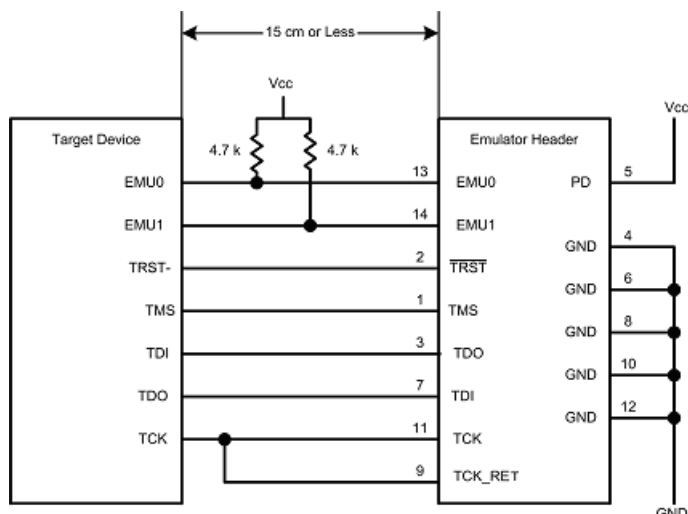 15 cm or Less
Vcc
Vcc
Target Device
4.7 k
4.7 k
Emulator Header
EMU0
13
EMU0
PD
5
EMU1
14
EMU1
GND
4
TRST-
2
TRST
GND
6
TMS
1
TMS
GND
8
TDI
3
TDO
GND
10
TDO
7
TDI
GND
12
TCK
11
TCK
9
TCK_RET
GND